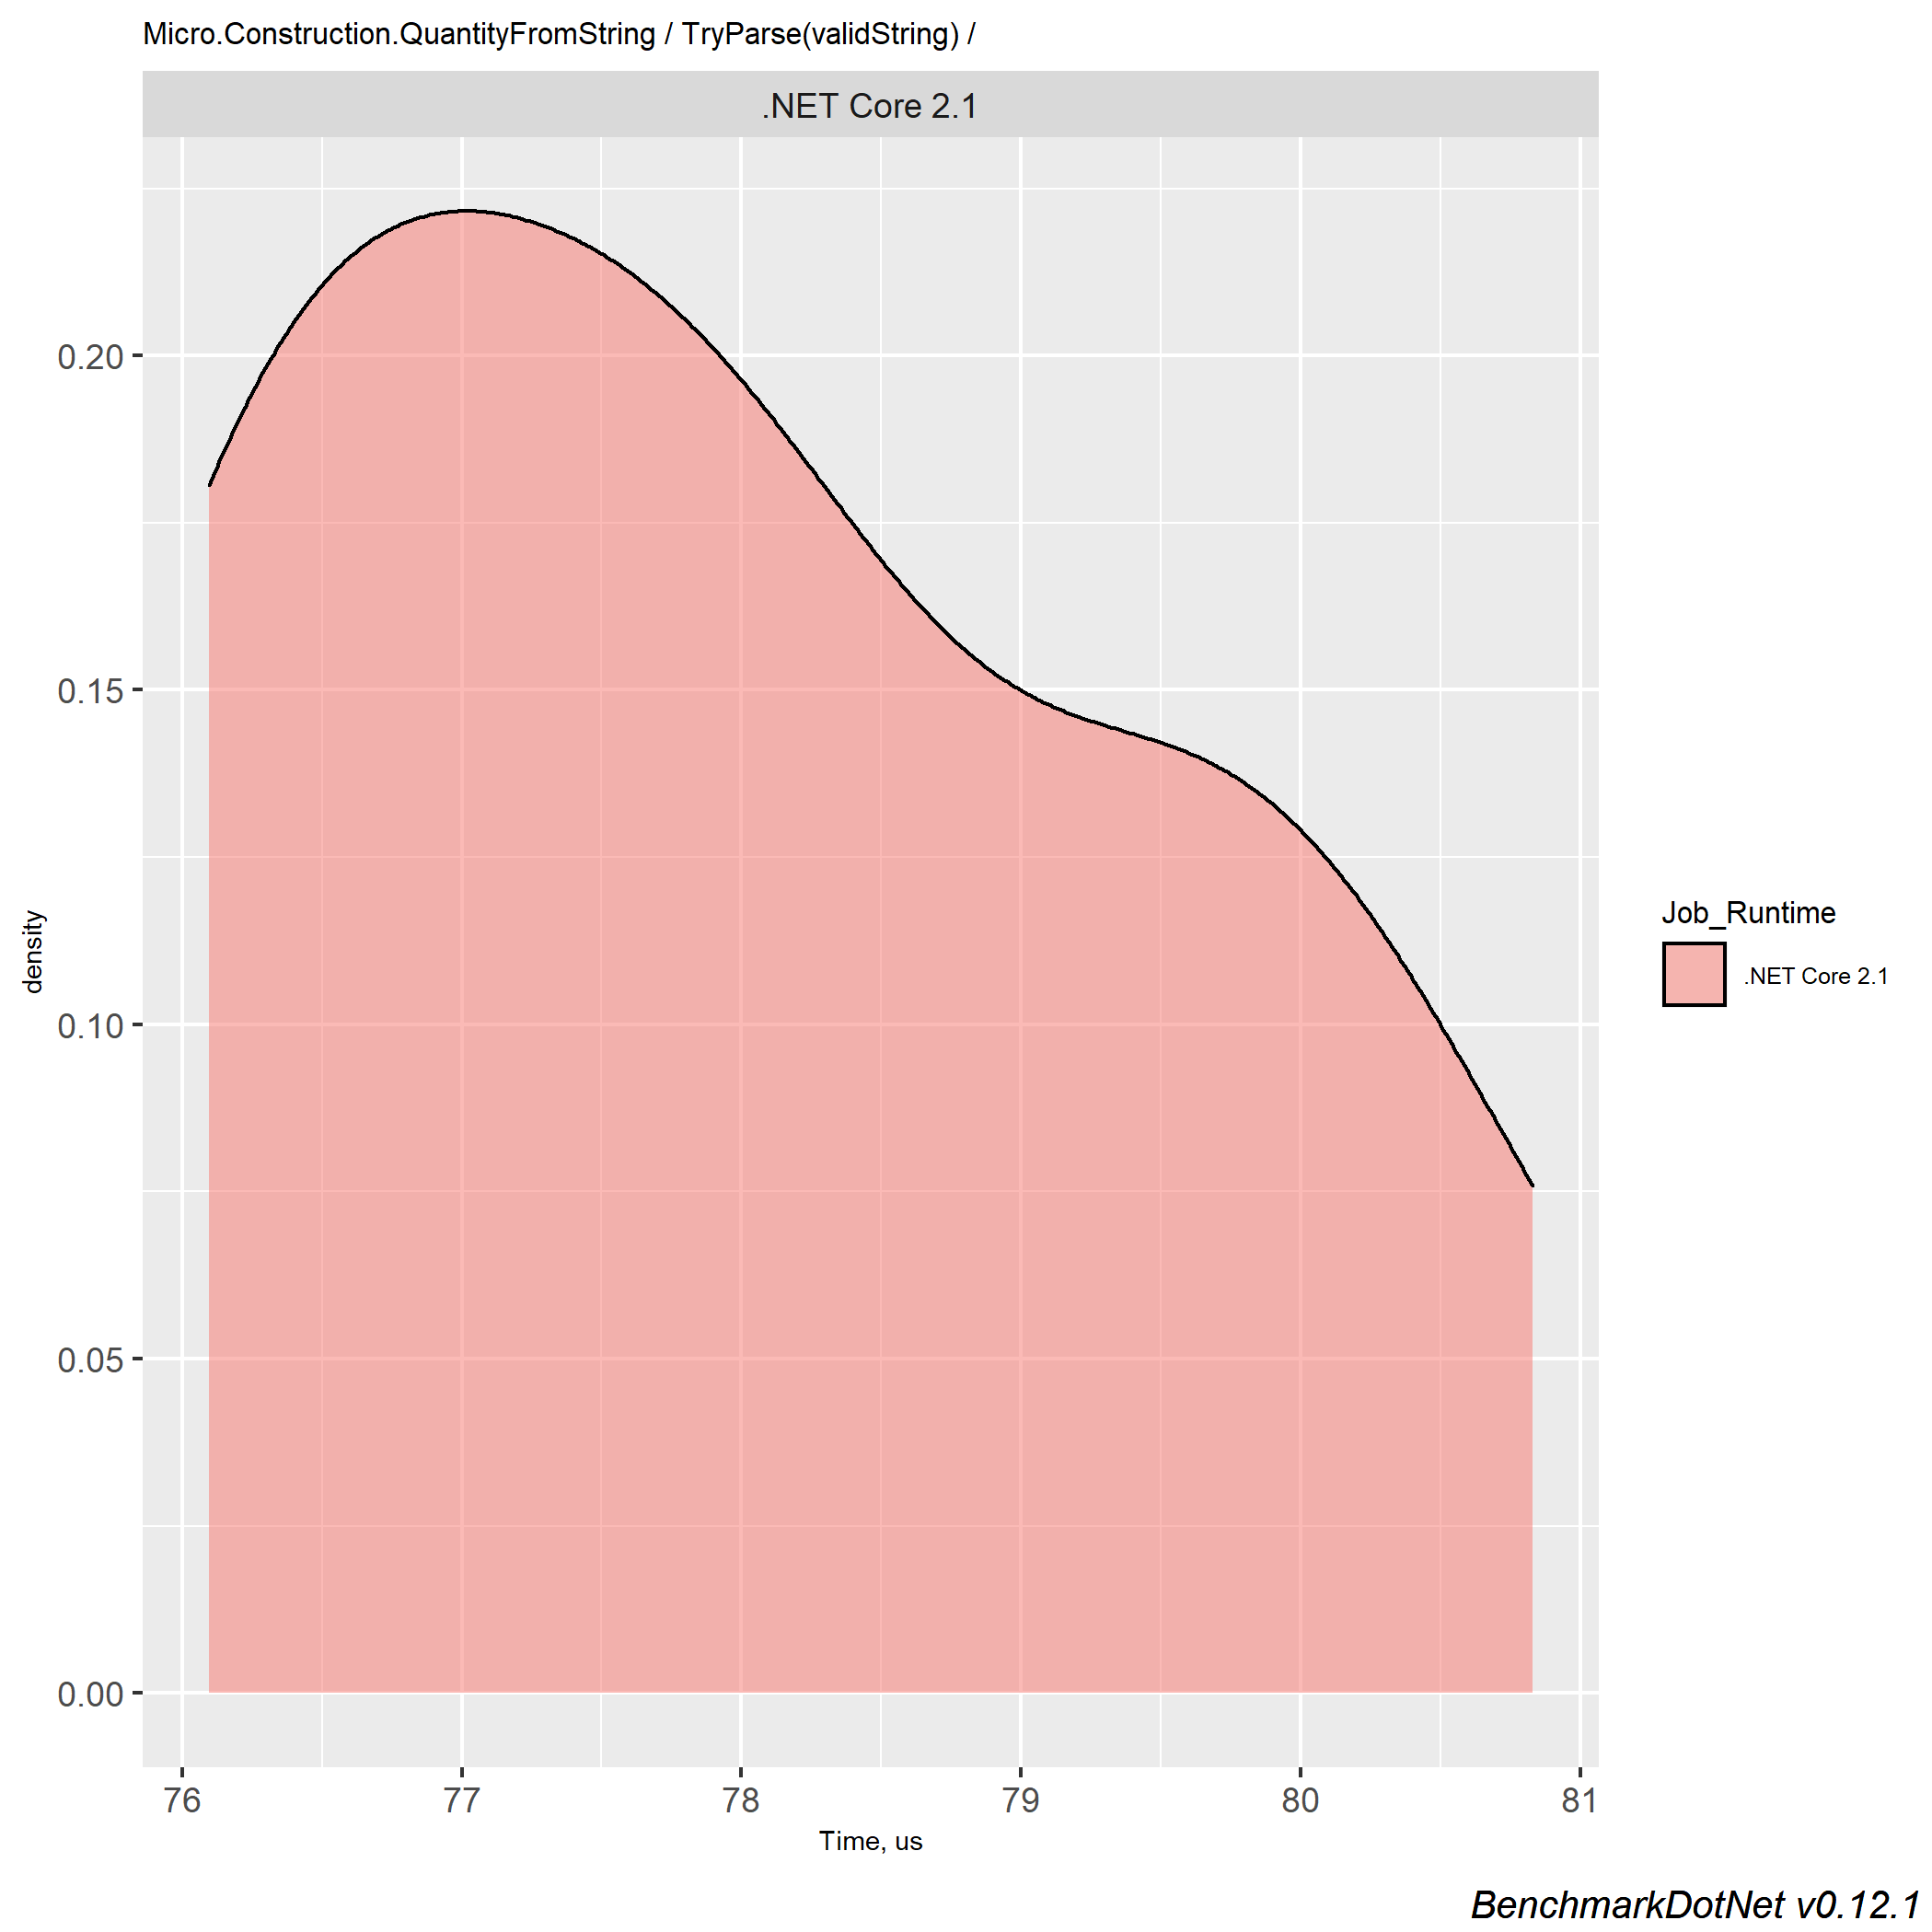 Micro.Construction.QuantityFromString / TryParse(validString) /
.NET Core 2.1
0.20
0.15
0.10
0.05
0.00
density
76 77 78 79 80 81
Time, us
Job_Runtime
.NET Core 2.1
BenchmarkDotNet v0.12.1